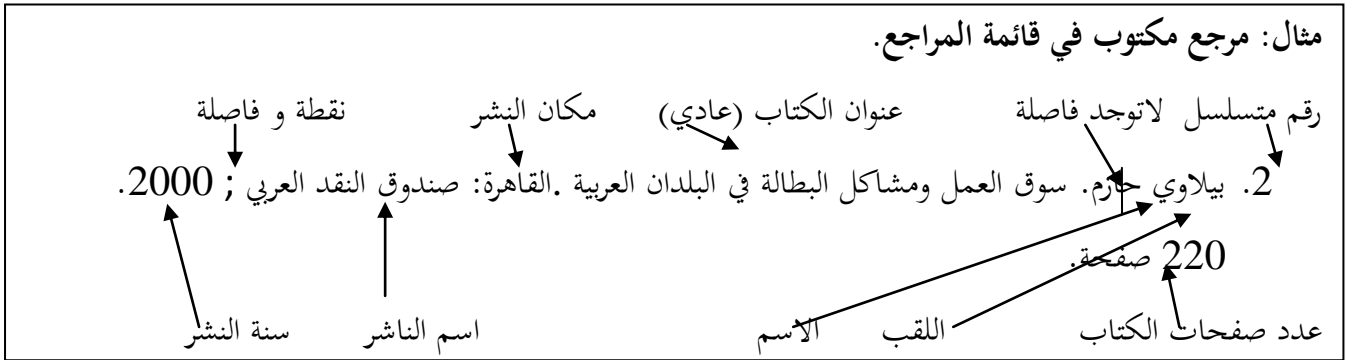 مثال: مرجع مكتوب في قائمة المراجع.
رقم متسلسل لاتوجد فاصلة عنوان الكتاب (عادي) مكان النشر نقطة و فاصلة
2. بيلاوي حازم. سوق العمل ومشاكل البطالة في البلدان العربية .القاهرة: صندوق النقد العربي ; 2000.
220 صفحة.
عدد صفحات الكتاب اللقب الاسم اسم الناشر سنة النشر